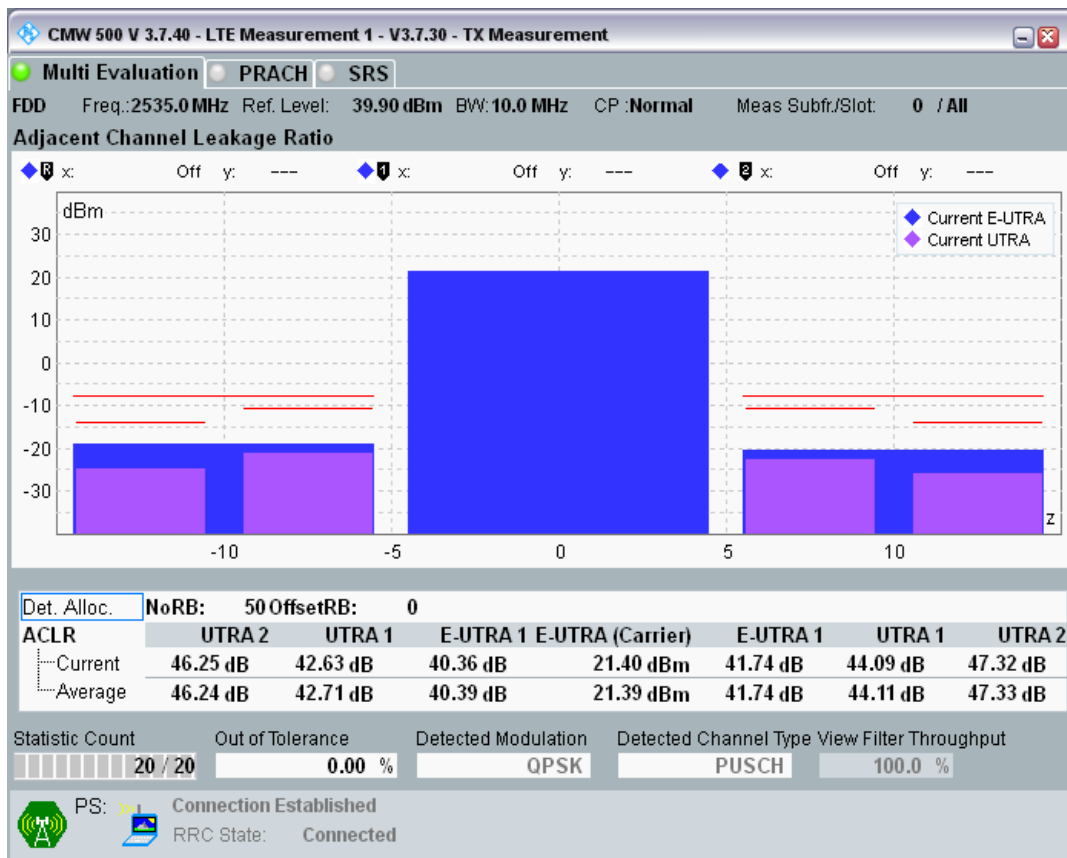 CMW 500 V 3.7.40 - LTE Measurement 1 - V3.7.30 - TX Measurement
Multi Evaluation PRACH SRS
FDD Freq.:2535.0 MHz Ref. Level: 39.90 dBm BW:10.0 MHz CP :Normal Meas Subfr./Slot: 0 / All
Adjacent Channel Leakage Ratio
R x: Off y: --- 1 x: Off y: --- 2 x: Off y: ---
dBm
Current E-UTRA
Current UTRA
30
20
10
0
-10
-20
-30
z
-10 -5 0 5 10
Det. Alloc. NoRB: 50 OffsetRB: 0
ACLR UTRA 2 UTRA 1 E-UTRA 1 E-UTRA (Carrier) E-UTRA 1 UTRA 1 UTRA 2
Current 46.25 dB 42.63 dB 40.36 dB 21.40 dBm 41.74 dB 44.09 dB 47.32 dB
Average 46.24 dB 42.71 dB 40.39 dB 21.39 dBm 41.74 dB 44.11 dB 47.33 dB
Statistic Count Out of Tolerance Detected Modulation Detected Channel Type View Filter Throughput
20 / 20 0.00 % QPSK PUSCH 100.0 %
PS: Connection Established
RRC State: Connected